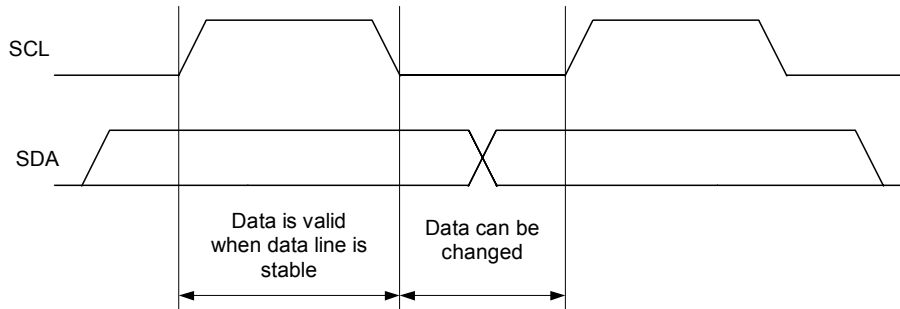 SCL
SDA
Data is valid
when data line is
stable
Data can be
changed